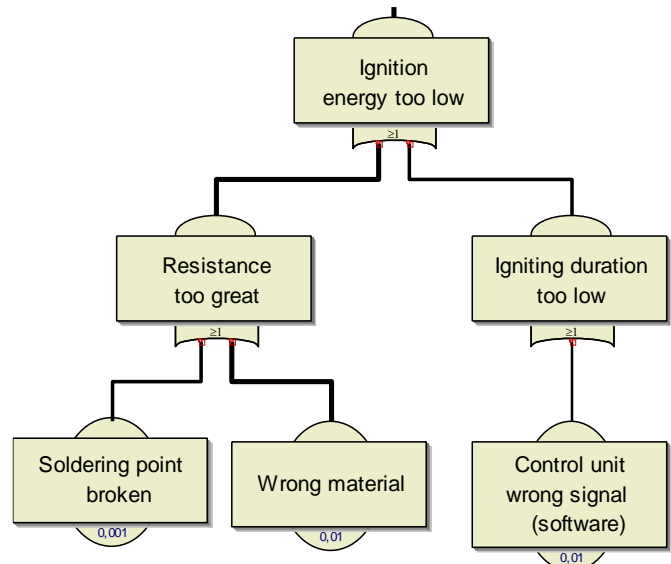 Ignition
energy too low
≥1
Resistance
too great
≥1
Igniting duration
too low
≥1
Soldering point
broken
0,001
Wrong material
0,01
Control unit
wrong signal
(software)
0,01